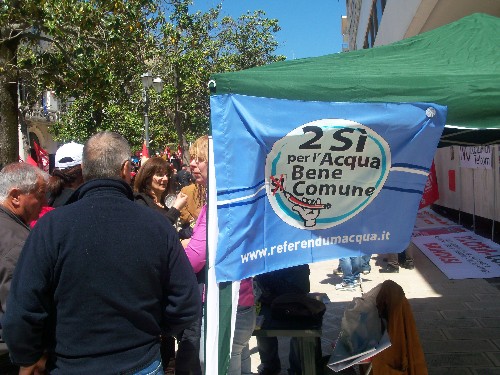 2 SÌ
per l'Acqua
Bene
Comune
SÌ
www.referendumacqua.it